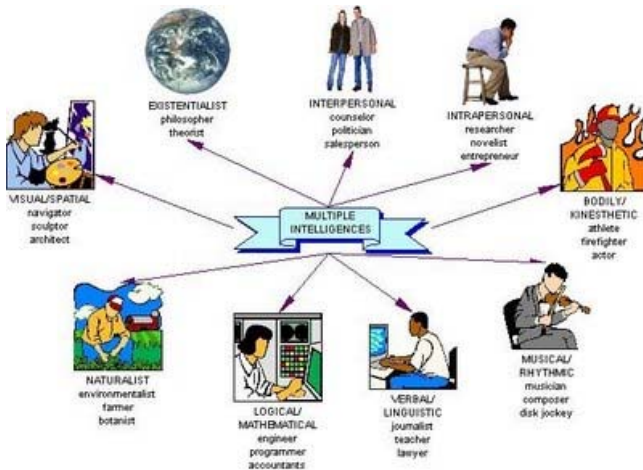 EXISTENTIALIST
philosopher
theorist
INTERPERSONAL
counselor
politician
salesperson
INTRAPERSONAL
researcher
novelist
entrepreneur
VISUAL/SPATIAL
navigator
sculptor
architect
MULTIPLE
INTELLIGENCES
BODILY/
KINESTHETIC
athlete
firefighter
actor
NATURALIST
environmentalist
farmer
botanist
LOGICAL/
MATHEMATICAL
engineer
programmer
accountants
VERBAL/
LINGUISTIC
journalist
teacher
lawyer
MUSICAL/
RHYTHMIC
musician
composer
disk jockey